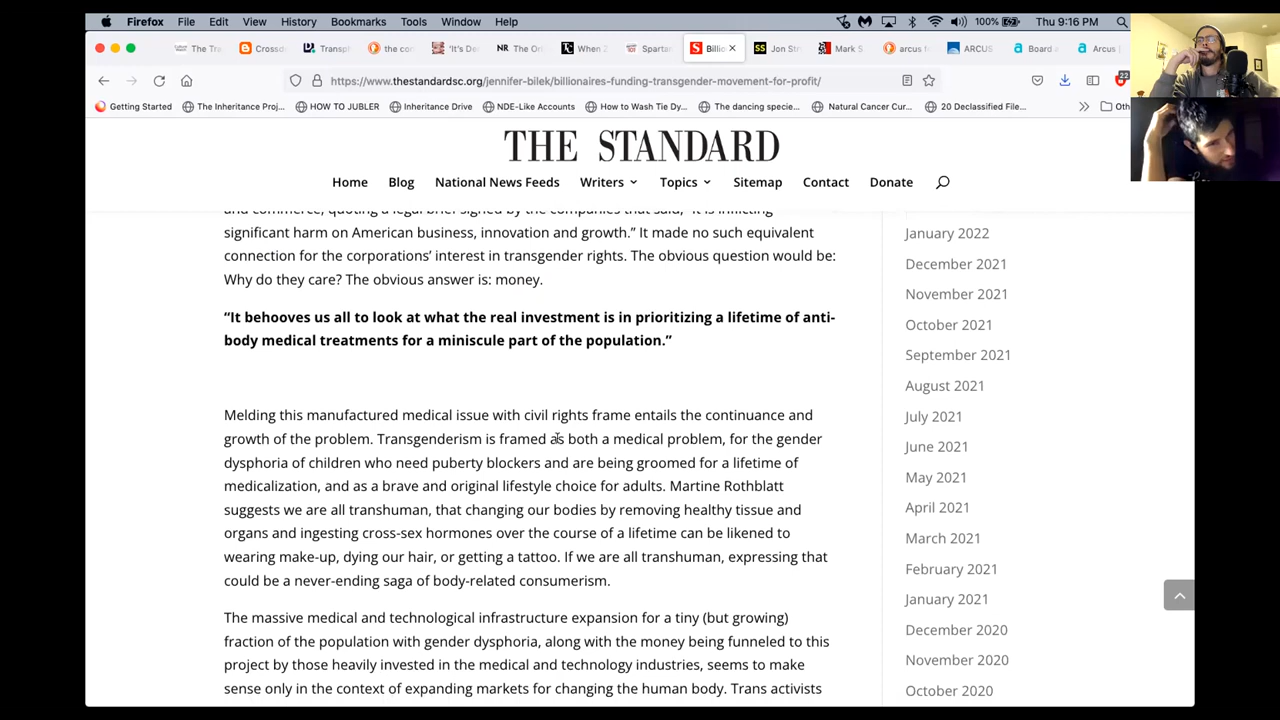 Firefox File Edit View History Bookmarks Tools Window Help 100% Thu 9:16 PM
The Tra Crossd Transpl the con 'It's De NR The Or When 2 Spartan Billio Jon Str Mark S arcus f ARCUS Board a Arcus |
https://www.thestandardsc.org/jennifer-bilek/billionaires-funding-transgender-movement-for-profit/ 22
Getting Started The Inheritance Proj... HOW TO JUBLER Inheritance Drive NDE-Like Accounts How to Wash Tie Dy... The dancing specie... Natural Cancer Cur... 20 Declassified File... Oth
THE STANDARD
Home Blog National News Feeds Writers Topics Sitemap Contact Donate
and commerce, quoting a legal brief signed by the companies that said, “It is inflicting
significant harm on American business, innovation and growth.” It made no such equivalent
connection for the corporations’ interest in transgender rights. The obvious question would be:
Why do they care? The obvious answer is: money.
“It behooves us all to look at what the real investment is in prioritizing a lifetime of anti-
body medical treatments for a miniscule part of the population.”
Melding this manufactured medical issue with civil rights frame entails the continuance and
growth of the problem. Transgenderism is framed as both a medical problem, for the gender
dysphoria of children who need puberty blockers and are being groomed for a lifetime of
medicalization, and as a brave and original lifestyle choice for adults. Martine Rothblatt
suggests we are all transhuman, that changing our bodies by removing healthy tissue and
organs and ingesting cross-sex hormones over the course of a lifetime can be likened to
wearing make-up, dying our hair, or getting a tattoo. If we are all transhuman, expressing that
could be a never-ending saga of body-related consumerism.
The massive medical and technological infrastructure expansion for a tiny (but growing)
fraction of the population with gender dysphoria, along with the money being funneled to this
project by those heavily invested in the medical and technology industries, seems to make
sense only in the context of expanding markets for changing the human body. Trans activists
January 2022
December 2021
November 2021
October 2021
September 2021
August 2021
July 2021
June 2021
May 2021
April 2021
March 2021
February 2021
January 2021
December 2020
November 2020
October 2020